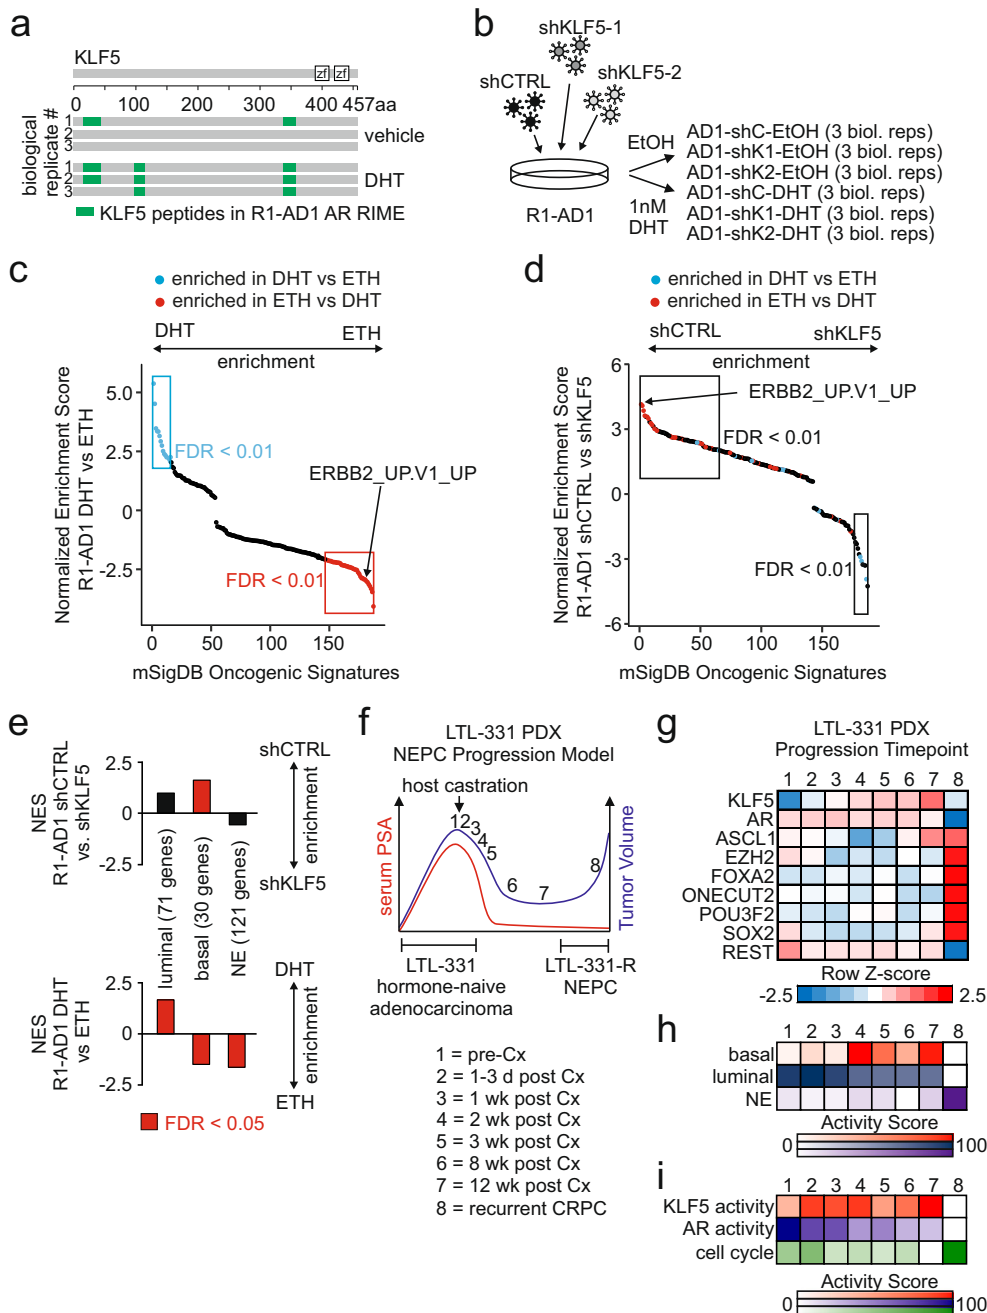 a
KLF5
zf zf
0 100 200 300 400 457aa
biological
replicate #
1
2
3
vehicle
1
2
3
DHT
KLF5 peptides in R1-AD1 AR RIME
b
shKLF5-1
shCTRL
shKLF5-2
R1-AD1
EtOH
1nM
DHT
AD1-shC-EtOH (3 biol. reps)
AD1-shK1-EtOH (3 biol. reps)
AD1-shK2-EtOH (3 biol. reps)
AD1-shC-DHT (3 biol. reps)
AD1-shK1-DHT (3 biol. reps)
AD1-shK2-DHT (3 biol. reps)
c
enriched in DHT vs ETH
enriched in ETH vs DHT
DHT ETH
enrichment
Normalized Enrichment Score
R1-AD1 DHT vs ETH
5.0
2.5
0
-2.5
FDR < 0.01
ERBB2_UP.V1_UP
FDR < 0.01
0 50 100 150
mSigDB Oncogenic Signatures
d
enriched in DHT vs ETH
enriched in ETH vs DHT
shCTRL shKLF5
enrichment
Normalized Enrichment Score
R1-AD1 shCTRL vs shKLF5
6
3
0
-3
-6
ERBB2_UP.V1_UP
FDR < 0.01
FDR < 0.01
0 50 100 150
mSigDB Oncogenic Signatures
e
NES
R1-AD1 shCTRL
vs. shKLF5
2.5
0
-2.5
luminal (71 genes)
basal (30 genes)
NE (121 genes)
shCTRL
enrichment
shKLF5
NES
R1-AD1 DHT
vs ETH
2.5
0
-2.5
DHT
enrichment
ETH
FDR < 0.05
f
LTL-331 PDX
NEPC Progression Model
host castration
serum PSA
Tumor Volume
1 2 3 4 5 6 7 8
LTL-331
hormone-naive
adenocarcinoma
LTL-331-R
NEPC
1 = pre-Cx
2 = 1-3 d post Cx
3 = 1 wk post Cx
4 = 2 wk post Cx
5 = 3 wk post Cx
6 = 8 wk post Cx
7 = 12 wk post Cx
8 = recurrent CRPC
g
LTL-331 PDX
Progression Timepoint
1 2 3 4 5 6 7 8
KLF5
AR
ASCL1
EZH2
FOXA2
ONECUT2
POU3F2
SOX2
REST
Row Z-score
-2.5 2.5
h
1 2 3 4 5 6 7 8
basal
luminal
NE
Activity Score
0 100
i
1 2 3 4 5 6 7 8
KLF5 activity
AR activity
cell cycle
Activity Score
0 100